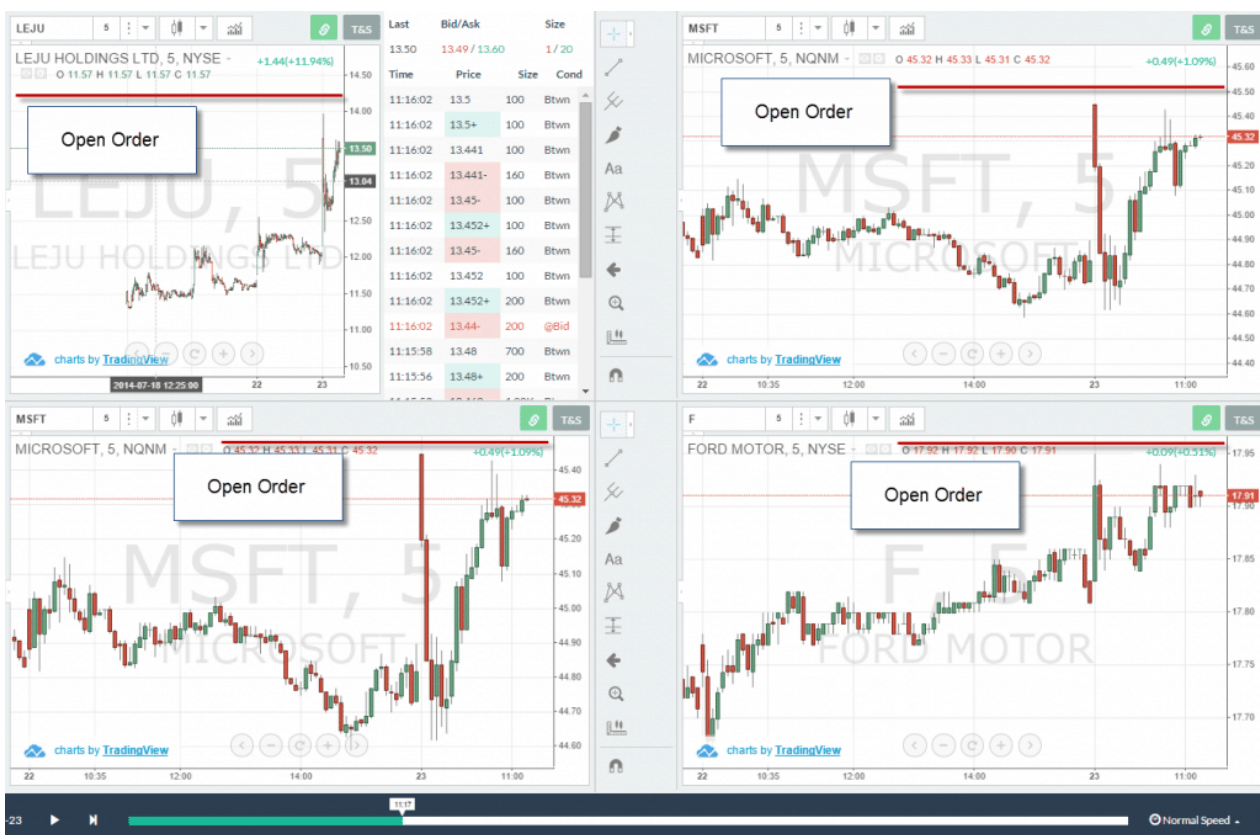 LEJU 5 T&S
LEJU HOLDINGS LTD, 5, NYSE
+1.44(+11.94%)
O 11.57 H 11.57 L 11.57 C 11.57
Open Order
LEJU, 5
LEJU HOLDINGS LTD
14.50
14.00
13.50
13.04
12.50
12.00
11.50
11.00
10.50
charts by TradingView
2014-07-18 12:25:00 22 23
Last Bid/Ask Size
13.50 13.49 / 13.60 1 / 20
Time Price Size Cond
11:16:02 13.5 100 Btwn
11:16:02 13.5+ 100 Btwn
11:16:02 13.441 100 Btwn
11:16:02 13.441- 160 Btwn
11:16:02 13.45- 100 Btwn
11:16:02 13.452+ 100 Btwn
11:16:02 13.45- 160 Btwn
11:16:02 13.452 100 Btwn
11:16:02 13.452+ 200 Btwn
11:16:02 13.44- 200 @Bid
11:15:58 13.48 700 Btwn
11:15:56 13.48+ 200 Btwn
Aa
MSFT 5 T&S
MICROSOFT, 5, NQNM
O 45.32 H 45.33 L 45.31 C 45.32
+0.49(+1.09%)
Open Order
MSFT, 5
MICROSOFT
45.60
45.50
45.40
45.32
45.20
45.10
45.00
44.90
44.80
44.70
44.60
44.50
44.40
charts by TradingView
22 10:35 12:00 14:00 23 11:00
MSFT 5 T&S
MICROSOFT, 5, NQNM
O 45.32 H 45.33 L 45.31 C 45.32
+0.49(+1.09%)
Open Order
MSFT, 5
MICROSOFT
45.40
45.32
45.20
45.10
45.00
44.90
44.80
44.70
44.60
charts by TradingView
22 10:35 12:00 14:00 23 11:00
Aa
F 5 T&S
FORD MOTOR, 5, NYSE
O 17.92 H 17.92 L 17.90 C 17.91
+0.09(+0.51%)
Open Order
F, 5
FORD MOTOR
17.95
17.91
17.90
17.85
17.80
17.75
17.70
charts by TradingView
22 10:35 12:00 14:00 23 11:00
-23
11:17
Normal Speed